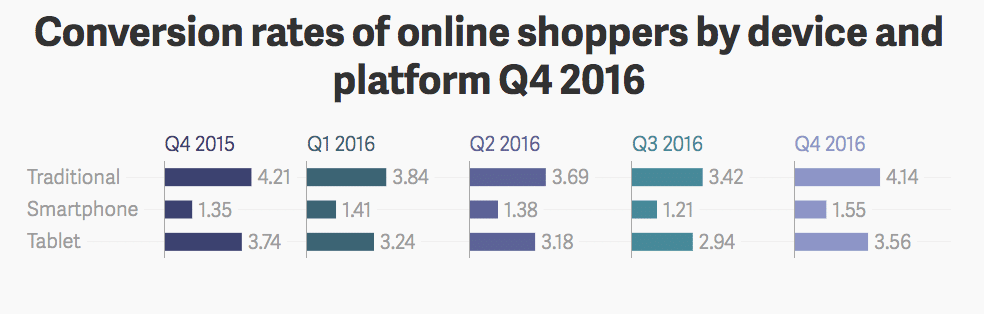 Conversion rates of online shoppers by device and
platform Q4 2016
Q4 2015 Q1 2016 Q2 2016 Q3 2016 Q4 2016
Traditional 4.21 3.84 3.69 3.42 4.14
Smartphone 1.35 1.41 1.38 1.21 1.55
Tablet 3.74 3.24 3.18 2.94 3.56